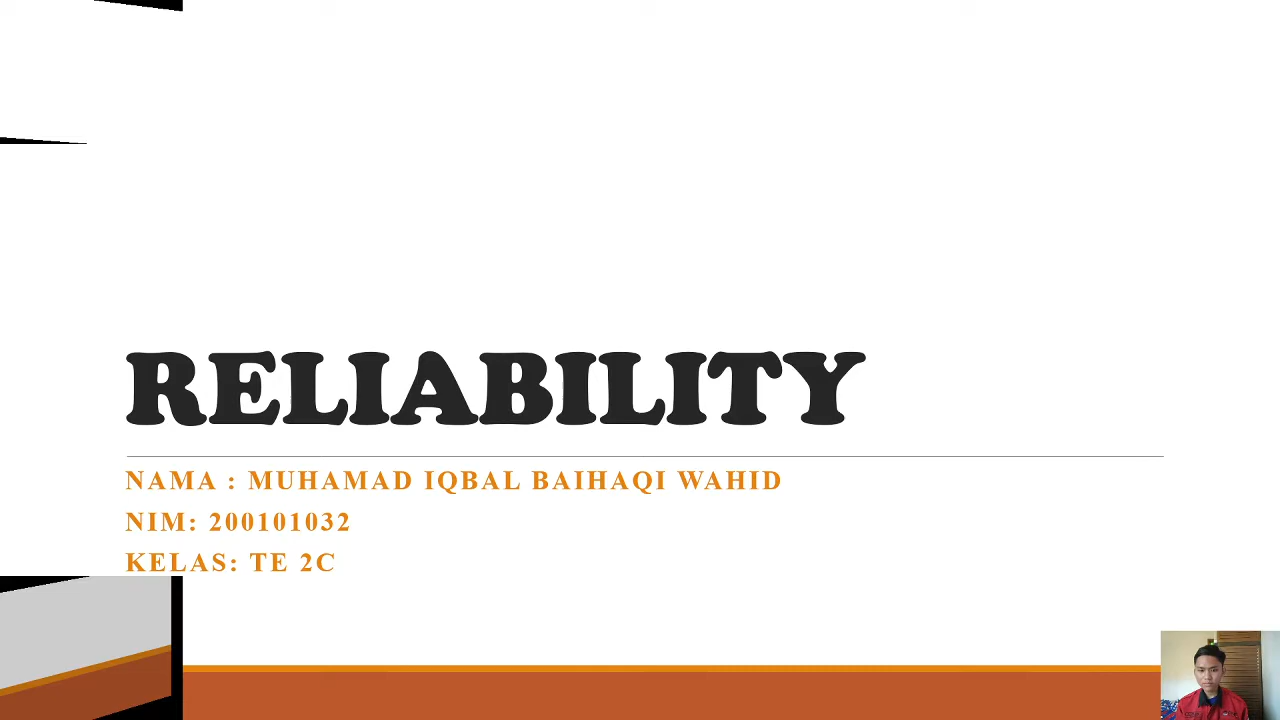 RELIABILITY
NAMA : MUHAMAD IQBAL BAIHAQI WAHID
NIM: 200101032
KELAS: TE 2C